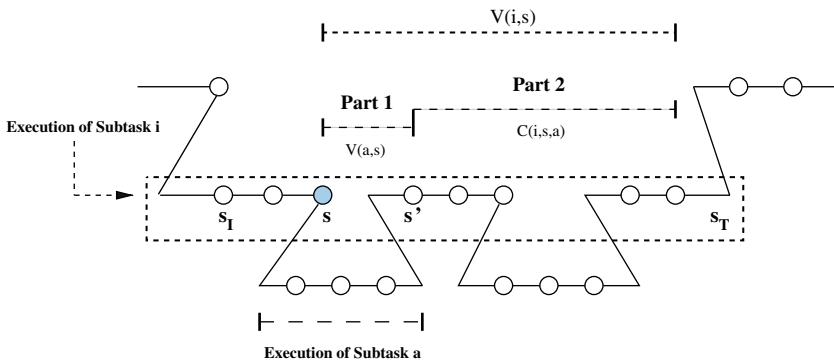 V(i,s)
Part 1
Part 2
V(a,s)
C(i,s,a)
Execution of Subtask i
s_I
s
s'
s_T
Execution of Subtask a